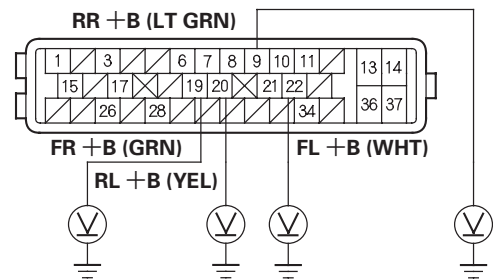 RR +B (LT GRN)
1 3 6 7 8 9 10 11 13 14
15 17 19 20 21 22
26 28 34 36 37
FR +B (GRN) FL +B (WHT)
RL +B (YEL)
V V V V